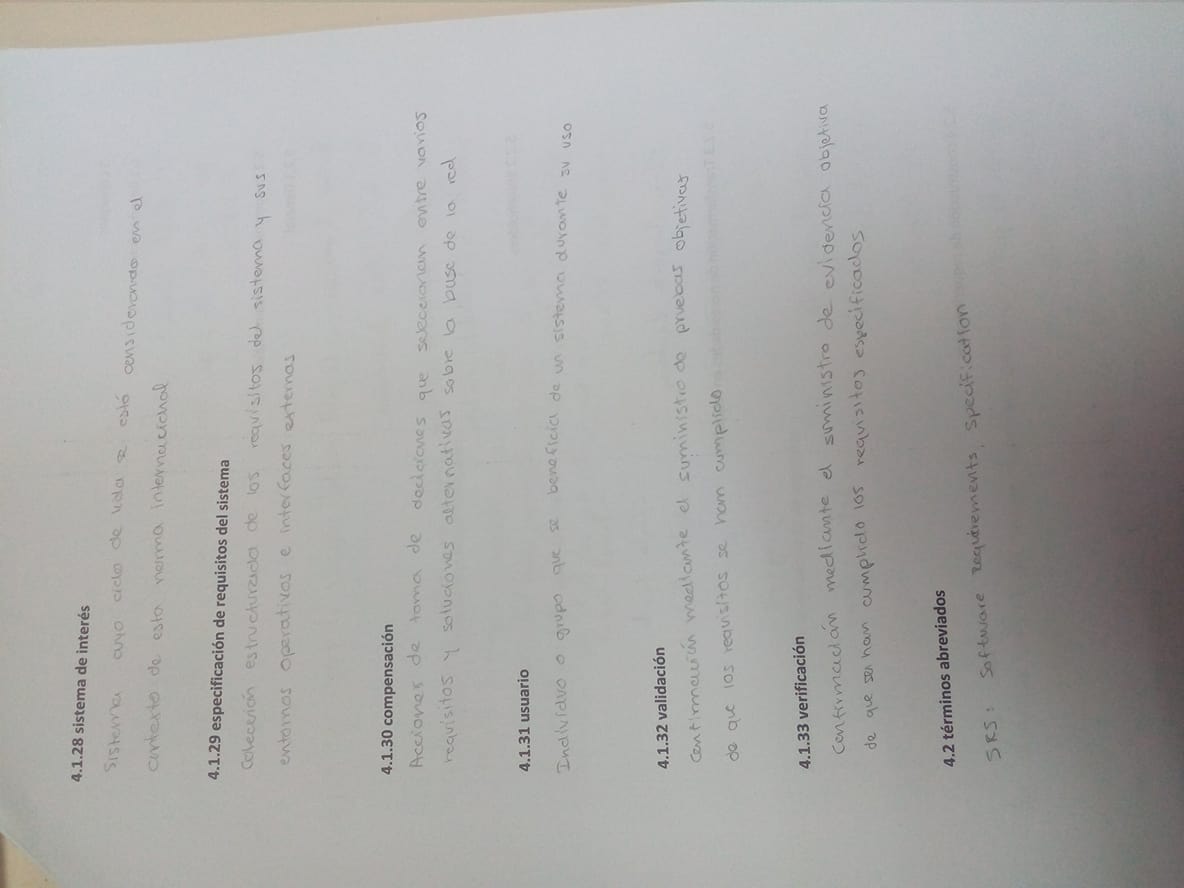 4.1.28 sistema de interés
Sistema cuyo ciclo de vida se está considerando en el
contexto de esta norma internacional
4.1.29 especificación de requisitos del sistema
Colección estructurada de los requisitos del sistema y sus
entornos operativos e interfaces externas
4.1.30 compensación
Acciones de toma de decisiones que seleccionan entre varios
requisitos y soluciones alternativas sobre la base de la red
4.1.31 usuario
Individuo o grupo que se beneficia de un sistema durante su uso
4.1.32 validación
Confirmación mediante el suministro de pruebas objetivas
de que los requisitos se han cumplido
4.1.33 verificación
Confirmación mediante el suministro de evidencia objetiva
de que se han cumplido los requisitos especificados
4.2 términos abreviados
SRS: Software Requirements, Specification